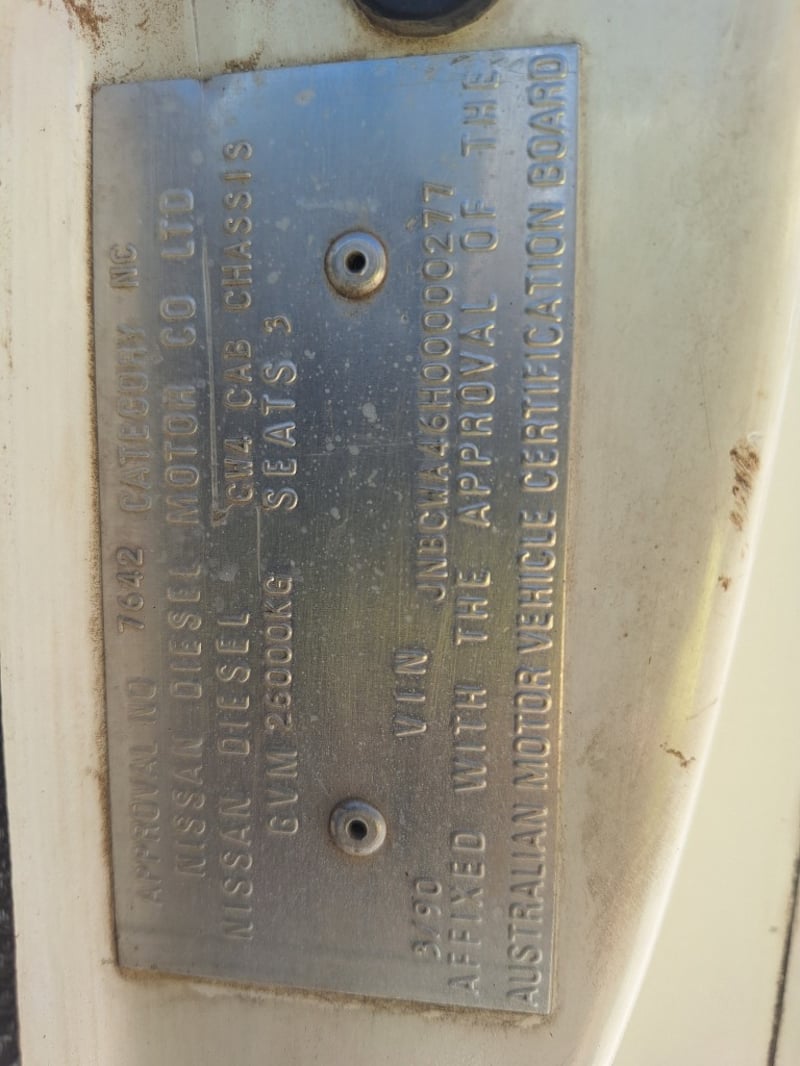 APPROVAL NO 7642 CATEGORY NC
NISSAN DIESEL MOTOR CO LTD
NISSAN DIESEL CW4 CAB CHASSIS
GVM 26000KG SEATS 3
VIN JNBCWA46H00000277
3/90
AFFIXED WITH THE APPROVAL OF THE
AUSTRALIAN MOTOR VEHICLE CERTIFICATION BOARD